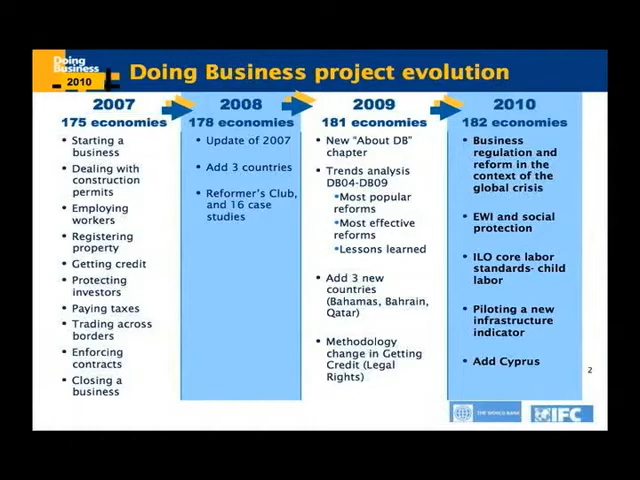 Doing
Business
2010
Doing Business project evolution
2007
175 economies
• Starting a
business
• Dealing with
construction
permits
• Employing
workers
• Registering
property
• Getting credit
• Protecting
investors
• Paying taxes
• Trading across
borders
• Enforcing
contracts
• Closing a
business
2008
178 economies
• Update of 2007
• Add 3 countries
• Reformer's Club,
and 16 case
studies
2009
181 economies
• New "About DB"
chapter
• Trends analysis
DB04-DB09
•Most popular
reforms
•Most effective
reforms
•Lessons learned
• Add 3 new
countries
(Bahamas, Bahrain,
Qatar)
• Methodology
change in Getting
Credit (Legal
Rights)
2010
182 economies
• Business
regulation and
reform in the
context of the
global crisis
• EWI and social
protection
• ILO core labor
standards- child
labor
• Piloting a new
infrastructure
indicator
• Add Cyprus
2
THE WORLD BANK
IFC